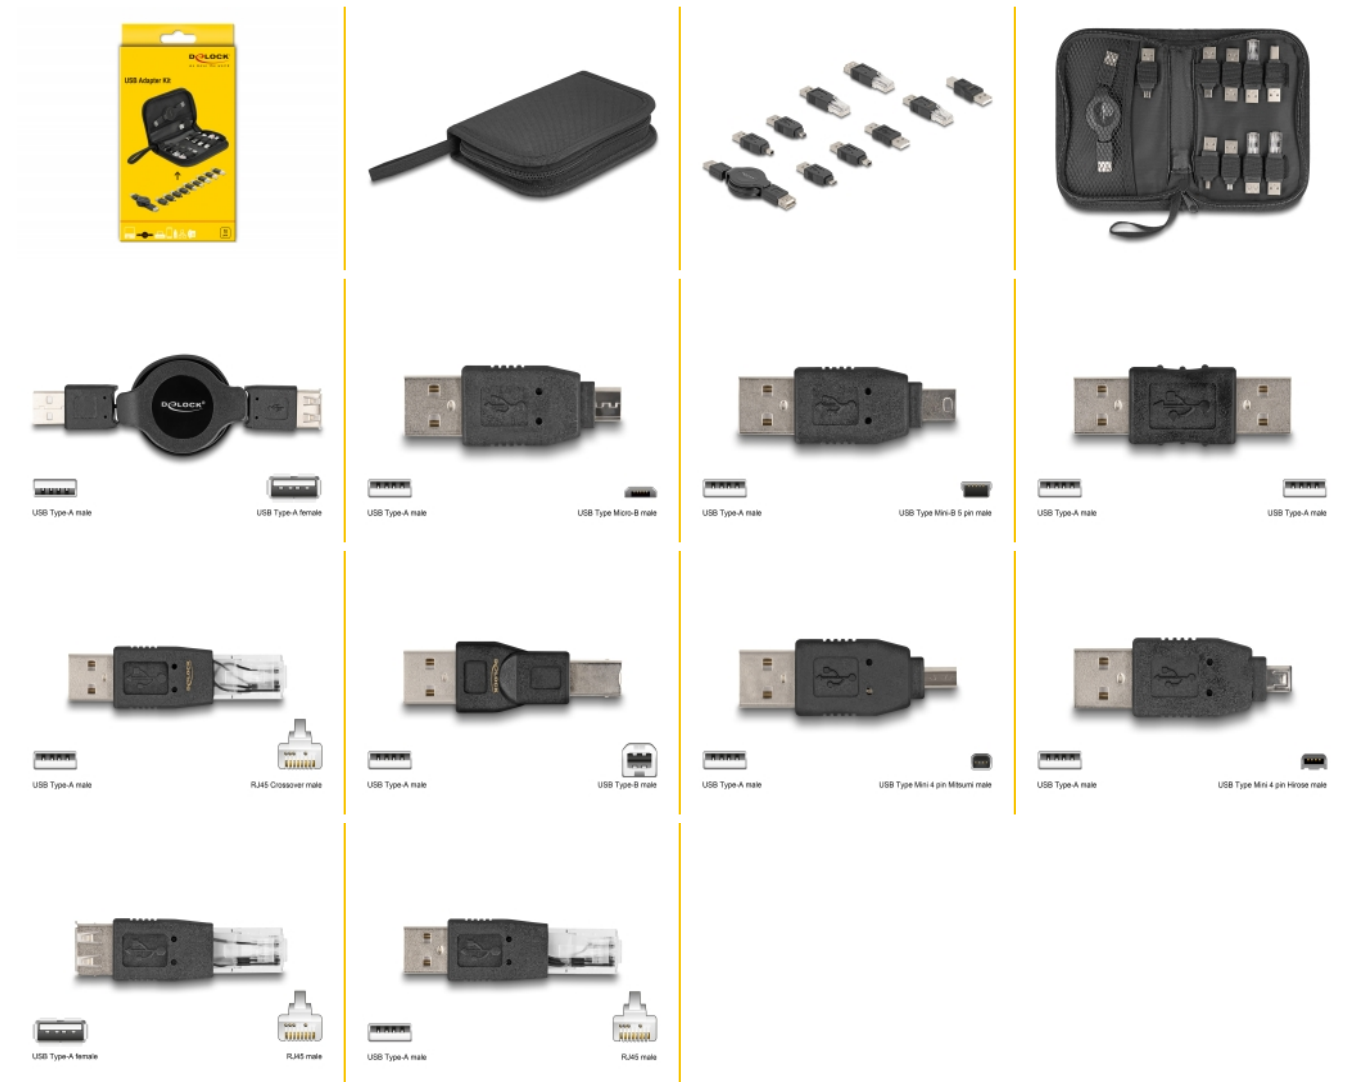 DeLOCK
USB Adapter Kit
DeLOCK®
USB Type-A male
USB Type-A female
USB Type-A male
USB Type Micro-B male
USB Type-A male
USB Type Mini-B 5 pin male
USB Type-A male
USB Type-A male
DeLOCK
USB Type-A male
RJ45 Crossover male
DeLOCK
USB Type-A male
USB Type-B male
USB Type-A male
USB Type Mini 4 pin Mitsumi male
USB Type-A male
USB Type Mini 4 pin Hirose male
USB Type-A female
RJ45 male
USB Type-A male
RJ45 male